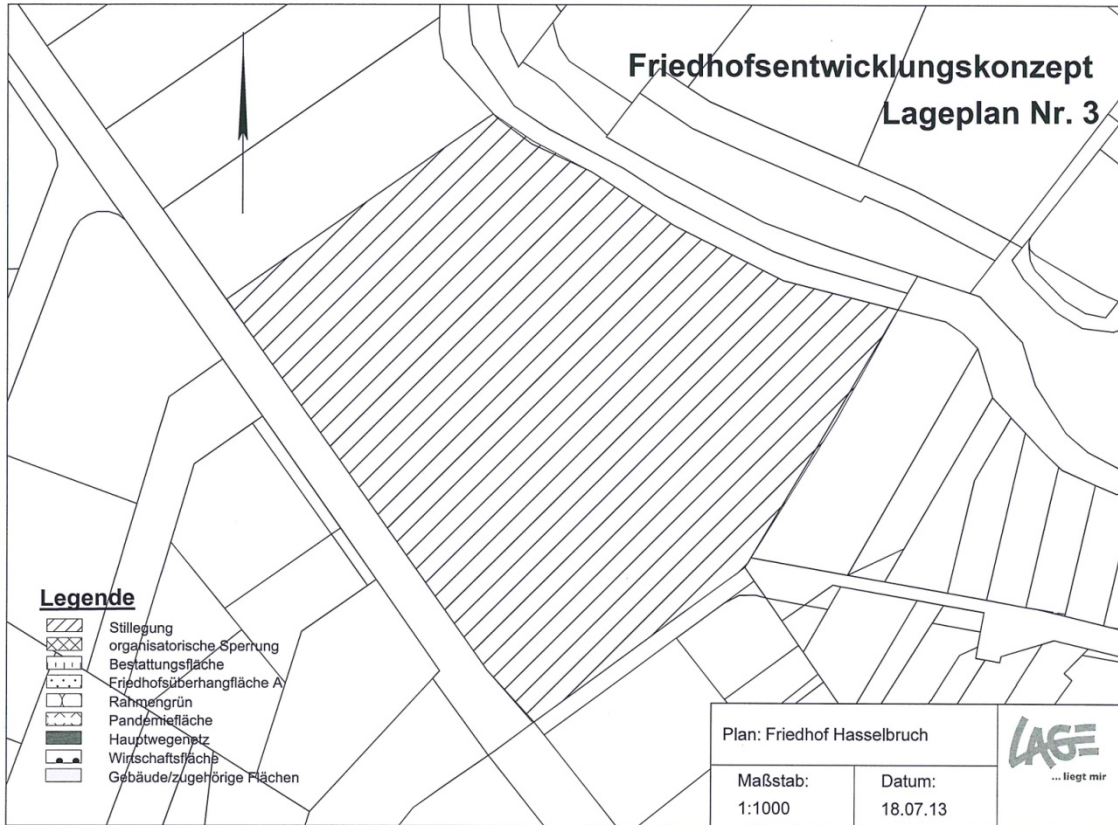 Friedhofsentwicklungskonzept
Lageplan Nr. 3
Legende
Stillegung
organisatorische Sperrung
Bestattungsfläche
Friedhofsüberhangfläche A
Rahmengrün
Pandemiefläche
Hauptwegenetz
Wirtschaftsfläche
Gebäude/zugehörige Flächen
Plan: Friedhof Hasselbruch
Maßstab:
1:1000
Datum:
18.07.13
LAGE
... liegt mir